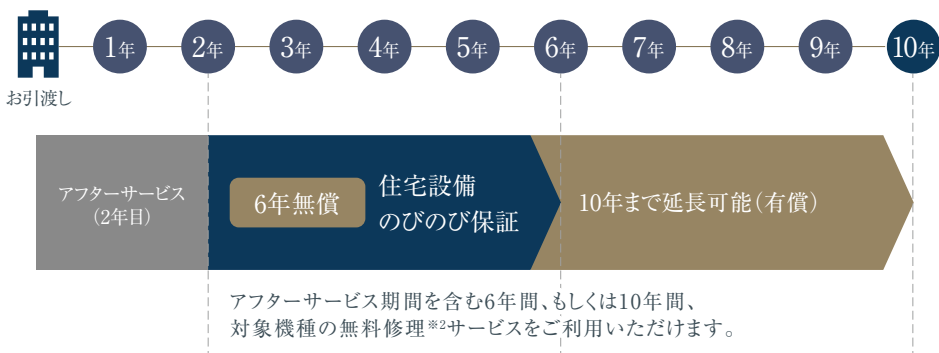 1年 2年 3年 4年 5年 6年 7年 8年 9年 10年
お引渡し
アフターサービス
（2年目）
6年無償
住宅設備
のびのび保証
10年まで延長可能（有償）
アフターサービス期間を含む6年間、もしくは10年間、
対象機種の無料修理※2サービスをご利用いただけます。